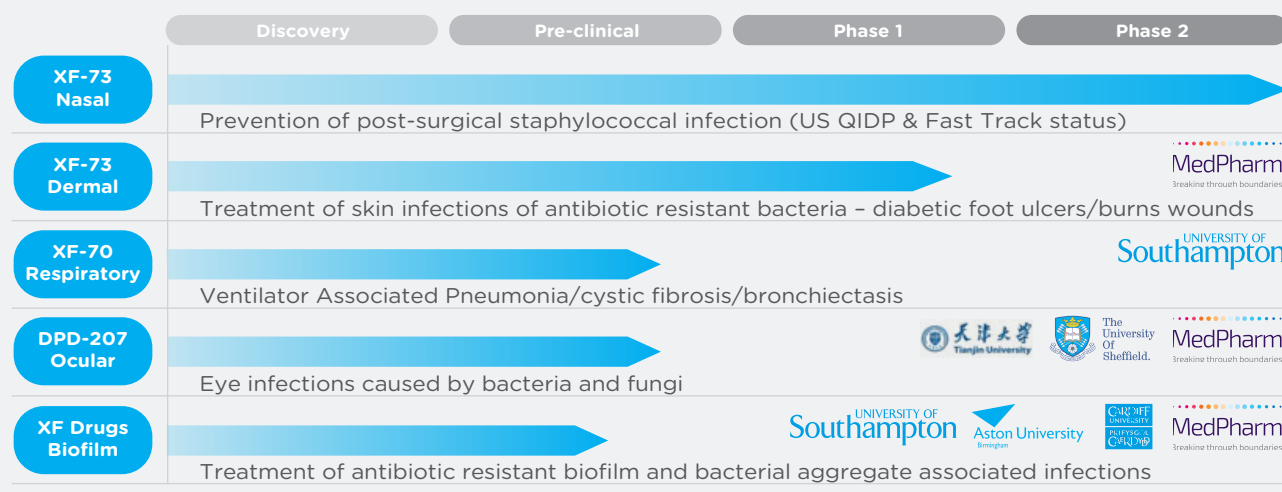 Discovery Pre-clinical Phase 1 Phase 2
XF-73
Nasal
Prevention of post-surgical staphylococcal infection (US QIDP & Fast Track status)
XF-73
Dermal
MedPharm
Breaking through boundaries
Treatment of skin infections of antibiotic resistant bacteria – diabetic foot ulcers/burns wounds
XF-70
Respiratory
UNIVERSITY OF
Southampton
Ventilator Associated Pneumonia/cystic fibrosis/bronchiectasis
DPD-207
Ocular
天津大学
Tianjin University
The
University
Of
Sheffield.
MedPharm
Breaking through boundaries
Eye infections caused by bacteria and fungi
XF Drugs
Biofilm
UNIVERSITY OF
Southampton
Aston University
Birmingham
CARDIFF
UNIVERSITY
PRIFYSGOL
CAERDYDD
MedPharm
Breaking through boundaries
Treatment of antibiotic resistant biofilm and bacterial aggregate associated infections